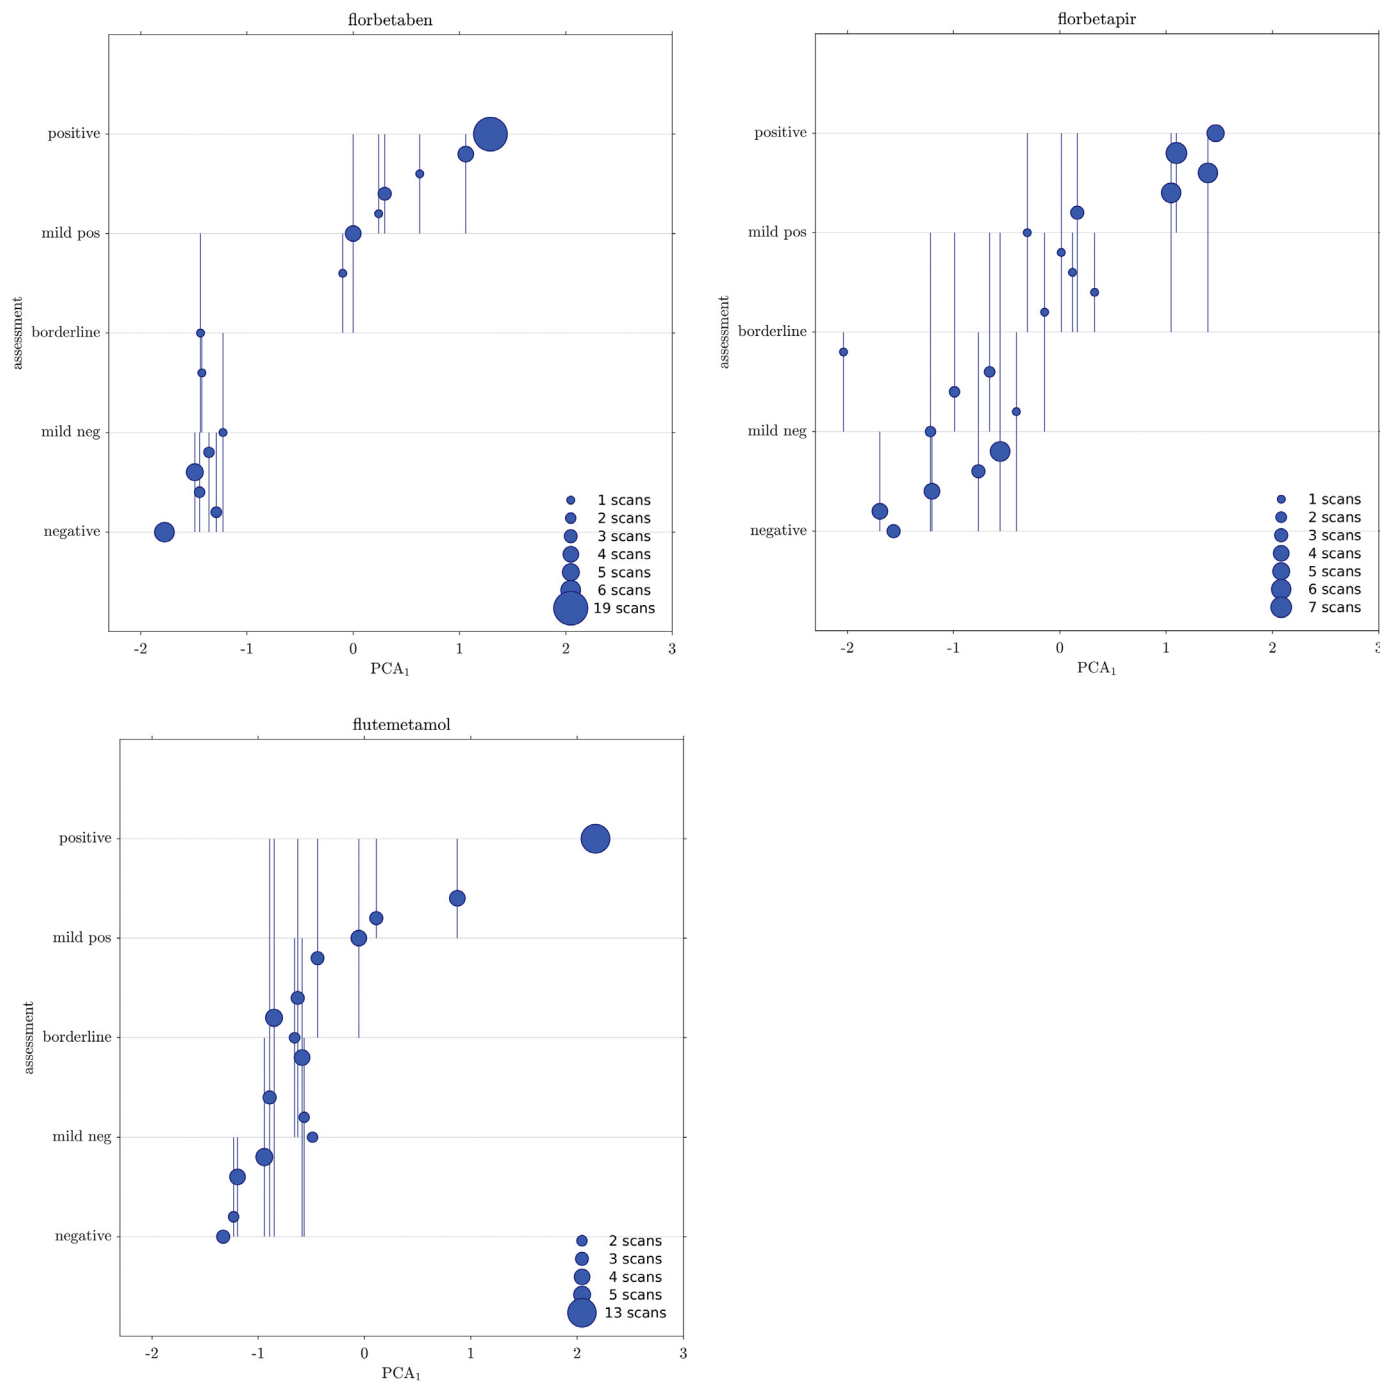 florbetaben
positive
mild pos
borderline
mild neg
negative
assessment
1 scans
2 scans
3 scans
4 scans
5 scans
6 scans
19 scans
-2 -1 0 1 2 3
PCA₁
florbetapir
positive
mild pos
borderline
mild neg
negative
assessment
1 scans
2 scans
3 scans
4 scans
5 scans
6 scans
7 scans
-2 -1 0 1 2 3
PCA₁
flutemetamol
positive
mild pos
borderline
mild neg
negative
assessment
2 scans
3 scans
4 scans
5 scans
13 scans
-2 -1 0 1 2 3
PCA₁